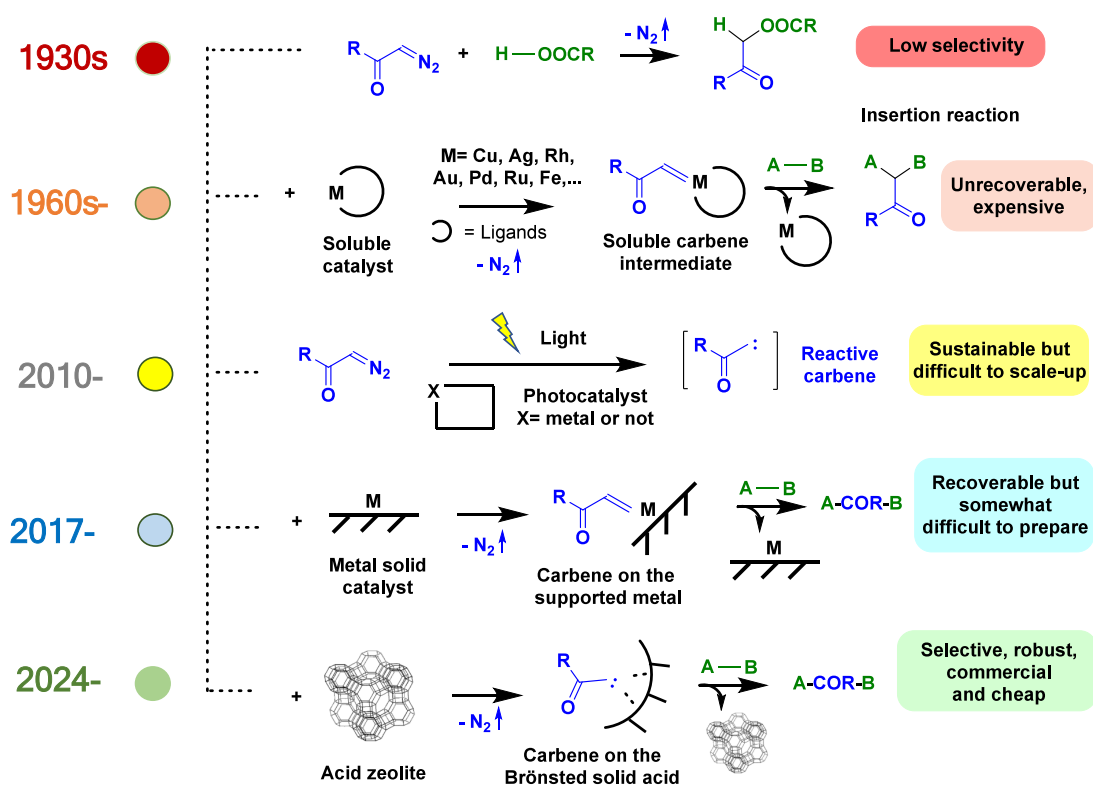 1930s
R
N2
O
+
H—OOCR
- N2↑
H
OOCR
R
O
Low selectivity
Insertion reaction
1960s-
+
M
Soluble
catalyst
M= Cu, Ag, Rh,
Au, Pd, Ru, Fe,...
= Ligands
- N2↑
R
O
M
Soluble carbene
intermediate
A—B
M
A
B
R
O
Unrecoverable,
expensive
2010-
R
N2
O
Light
X
Photocatalyst
X= metal or not
R
O
:
Reactive
carbene
Sustainable but
difficult to scale-up
2017-
+
M
Metal solid
catalyst
- N2↑
R
O
M
Carbene on the
supported metal
A—B
M
A-COR-B
Recoverable but
somewhat
difficult to prepare
2024-
+
Acid zeolite
- N2↑
R
O
:
Carbene on the
Brönsted solid acid
A—B
A-COR-B
Selective, robust,
commercial
and cheap